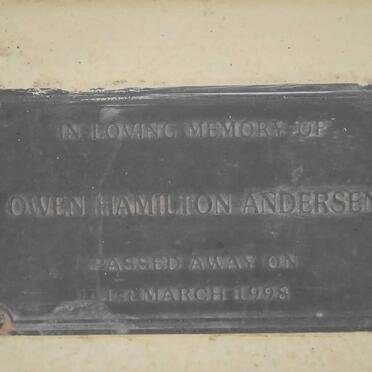 IN LOVING MEMORY OF
OWEN HAMILTON ANDERSEN
PASSED AWAY ON
MARCH 1998